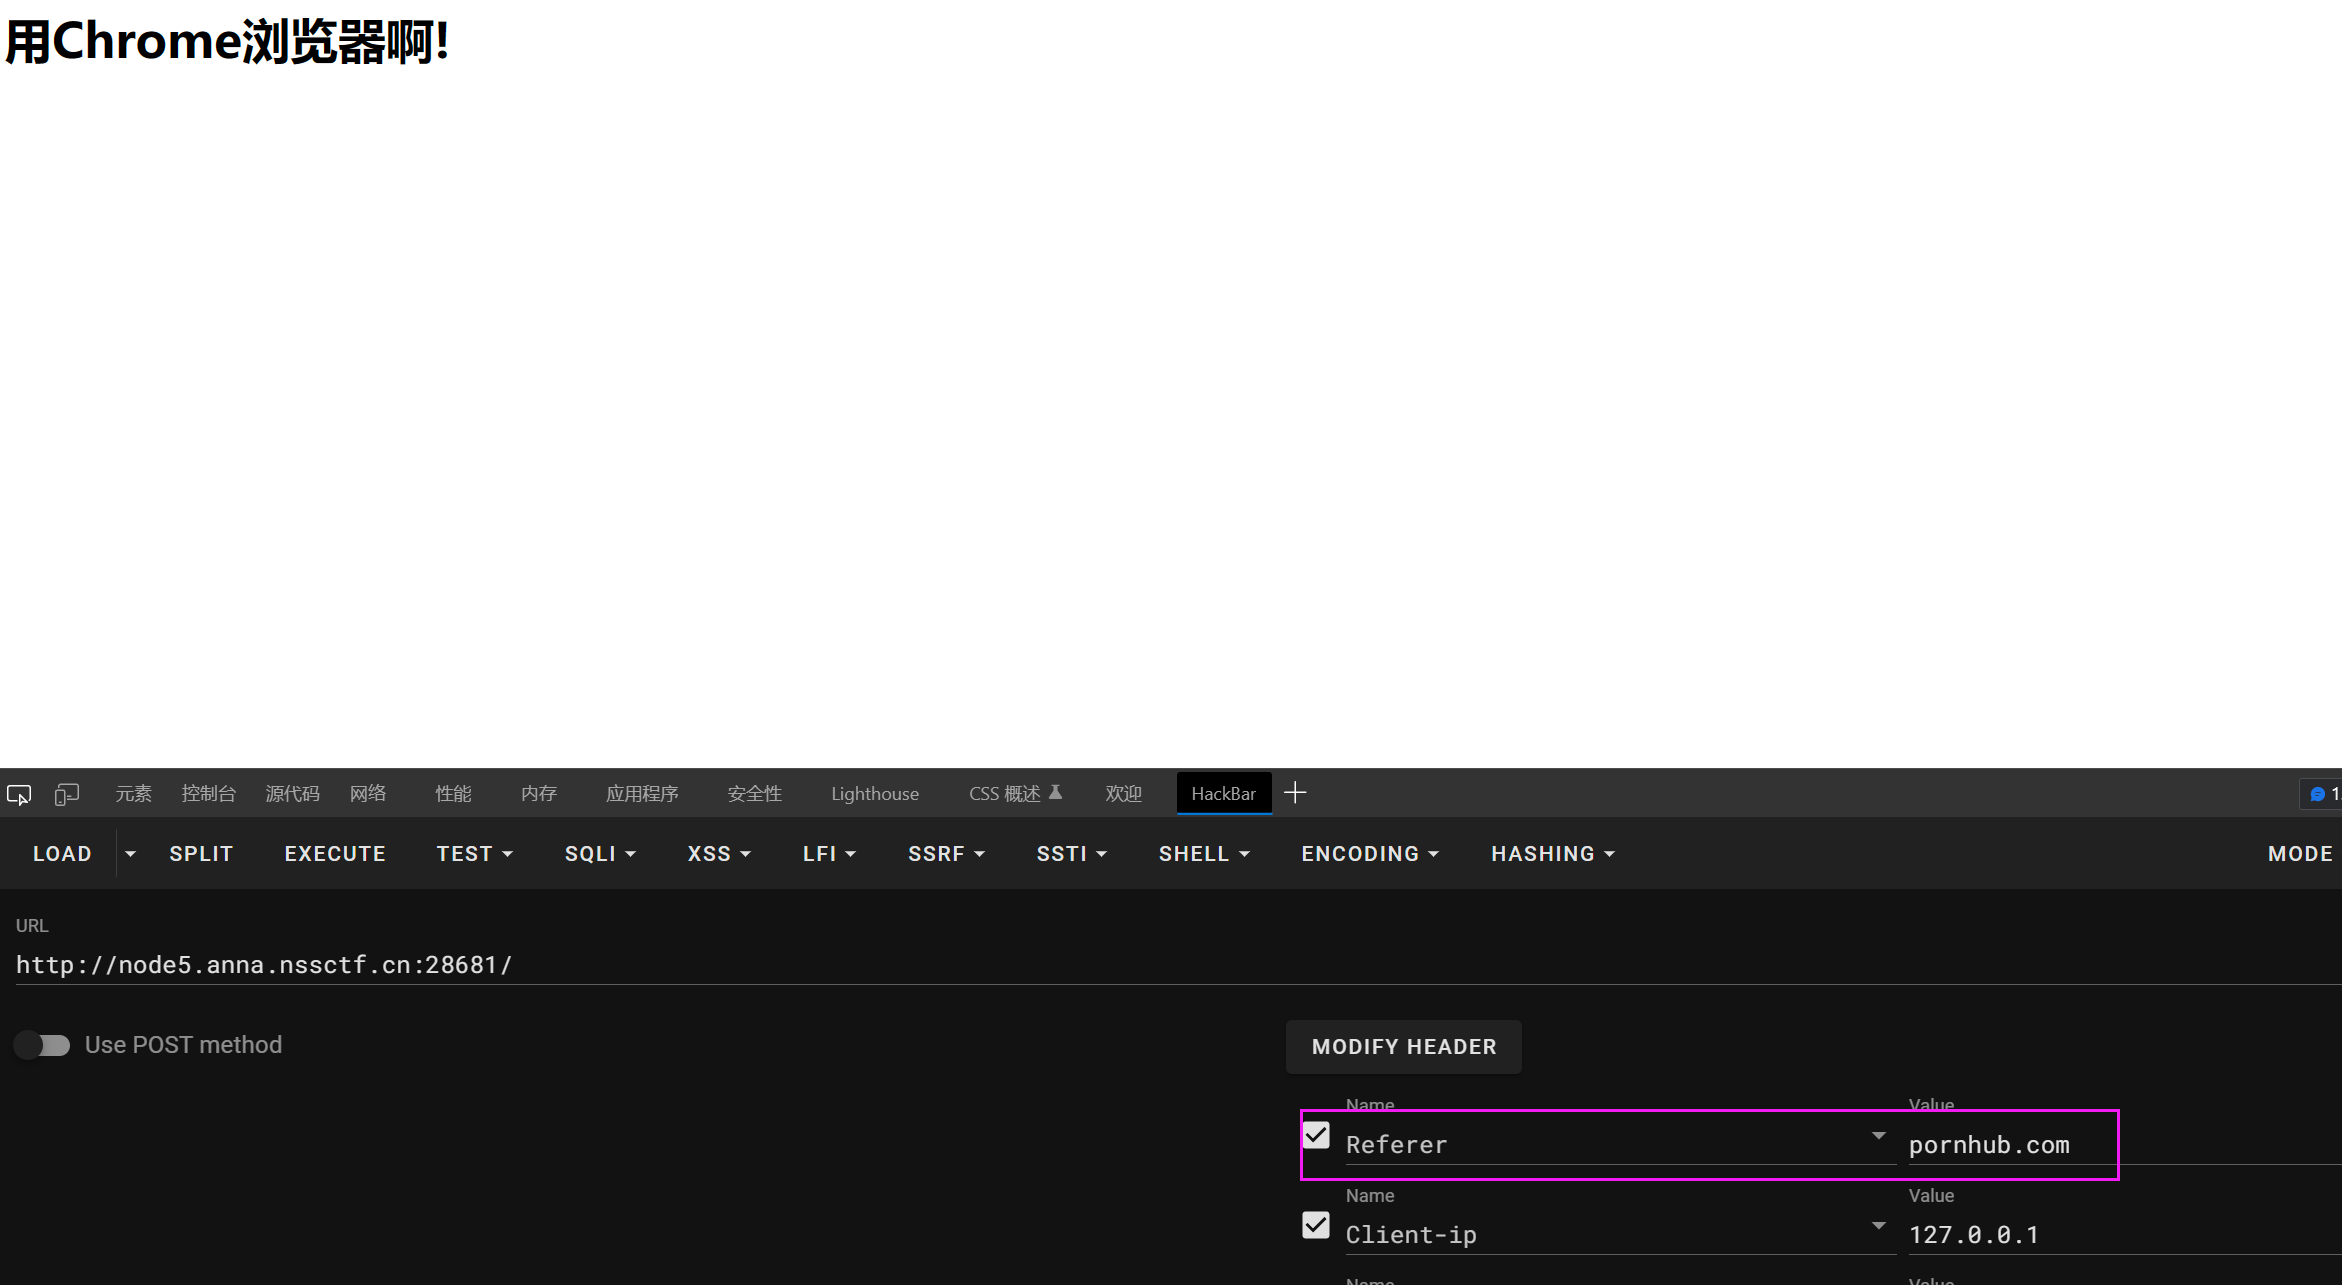 用Chrome浏览器啊!
元素 控制台 源代码 网络 性能 内存 应用程序 安全性 Lighthouse CSS 概述 欢迎 HackBar 1
LOAD SPLIT EXECUTE TEST SQLI XSS LFI SSRF SSTI SHELL ENCODING HASHING MODE
URL
http://node5.anna.nssctf.cn:28681/
Use POST method
MODIFY HEADER
Name Value
Referer pornhub.com
Name Value
Client-ip 127.0.0.1
Name Value